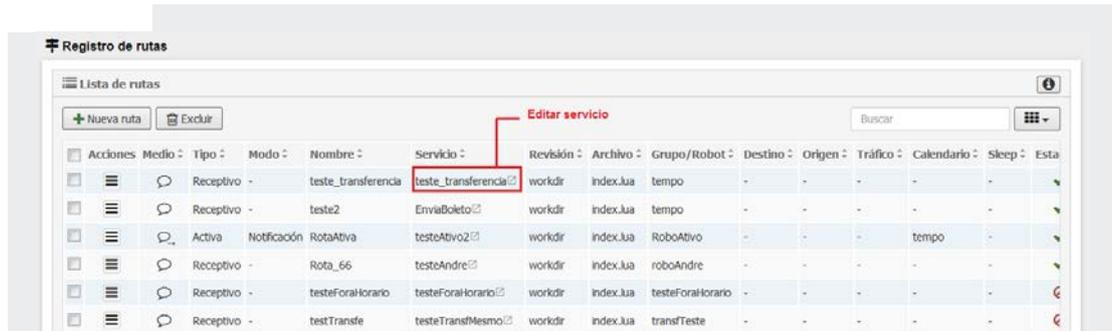 Registro de rutas
Lista de rutas
Nueva ruta Excluir Editar servicio Buscar
Acciones Medio Tipo Modo Nombre Servicio Revisión Archivo Grupo/Robot Destino Origen Tráfico Calendario Sleep Esta
Receptivo - teste_transferencia teste_transferencia workdir index.lua tempo - - - - -
Receptivo - teste2 EnviaBoleto workdir index.lua tempo - - - - -
Activa Notificación RotaAtiva testeAtivo2 workdir index.lua RoboAtivo - - - tempo -
Receptivo - Rota_66 testeAndre workdir index.lua roboAndre - - - - -
Receptivo - testeForaHorario testeForaHorario workdir index.lua testeForaHorario - - - - -
Receptivo - testTransfe testeTransfMesmo workdir index.lua transfTeste - - - - -